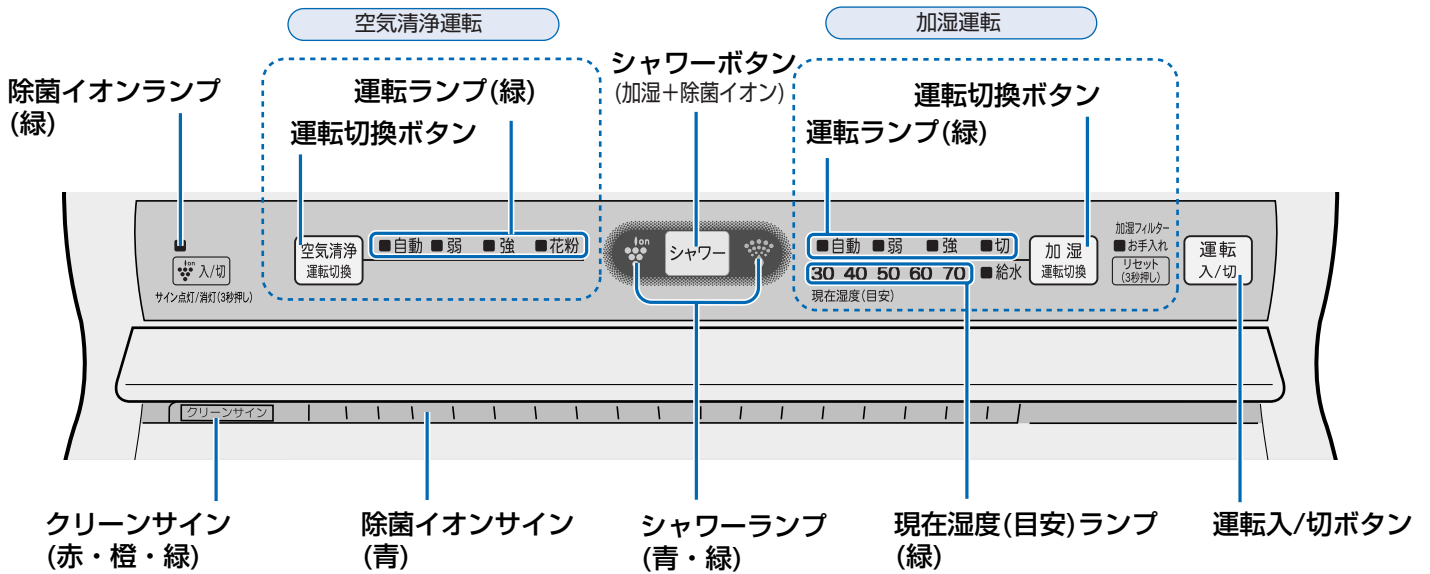 空気清浄運転
加湿運転
除菌イオンランプ
(緑)
運転ランプ(緑)
運転切換ボタン
シャワーボタン
(加湿＋除菌イオン)
運転切換ボタン
運転ランプ(緑)
ion
入/切
サイン点灯/消灯(3秒押し)
空気清浄
運転切換
■自動 ■弱 ■強 ■花粉
ion
シャワー
■自動 ■弱 ■強 ■切
30 40 50 60 70 ■給水
現在湿度(目安)
加 湿
運転切換
加湿フィルター
■お手入れ
リセット
(3秒押し)
運転
入/切
クリーンサイン
クリーンサイン
(赤・橙・緑)
除菌イオンサイン
(青)
シャワーランプ
(青・緑)
現在湿度(目安)ランプ
(緑)
運転入/切ボタン